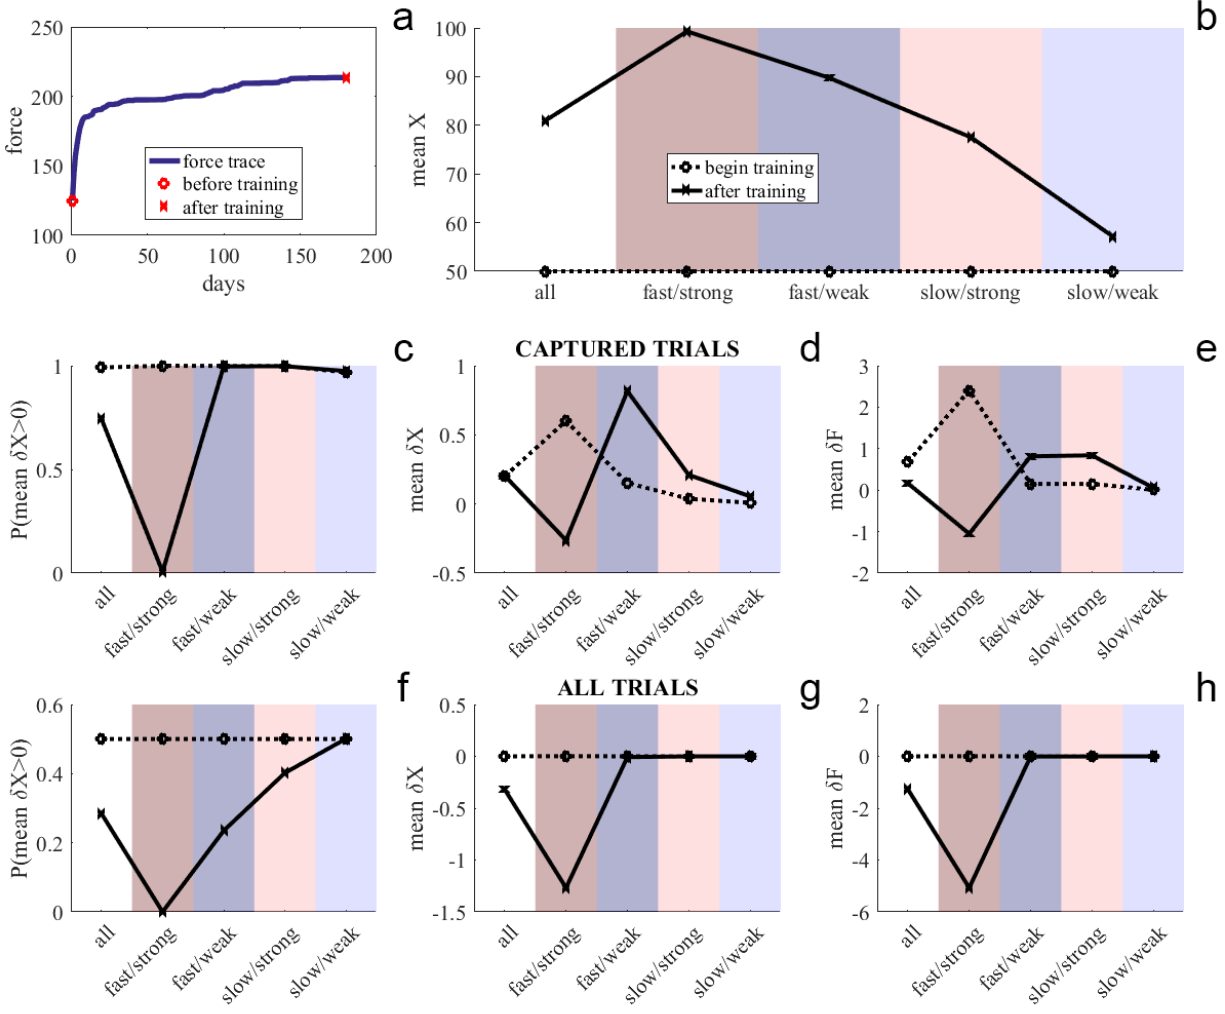 a
250
200
150
100
force
force trace
before training
after training
0
50
100
150
200
days
b
100
90
80
70
60
50
mean X
begin training
after training
all
fast/strong
fast/weak
slow/strong
slow/weak
c
1
0.5
0
P(mean δX>0)
all
fast/strong
fast/weak
slow/strong
slow/weak
CAPTURED TRIALS
d
1
0.5
0
-0.5
mean δX
all
fast/strong
fast/weak
slow/strong
slow/weak
e
3
2
1
0
-1
-2
mean δF
all
fast/strong
fast/weak
slow/strong
slow/weak
f
0.6
0.4
0.2
0
P(mean δX>0)
all
fast/strong
fast/weak
slow/strong
slow/weak
ALL TRIALS
g
0.5
0
-0.5
-1
-1.5
mean δX
all
fast/strong
fast/weak
slow/strong
slow/weak
h
2
0
-2
-4
-6
mean δF
all
fast/strong
fast/weak
slow/strong
slow/weak